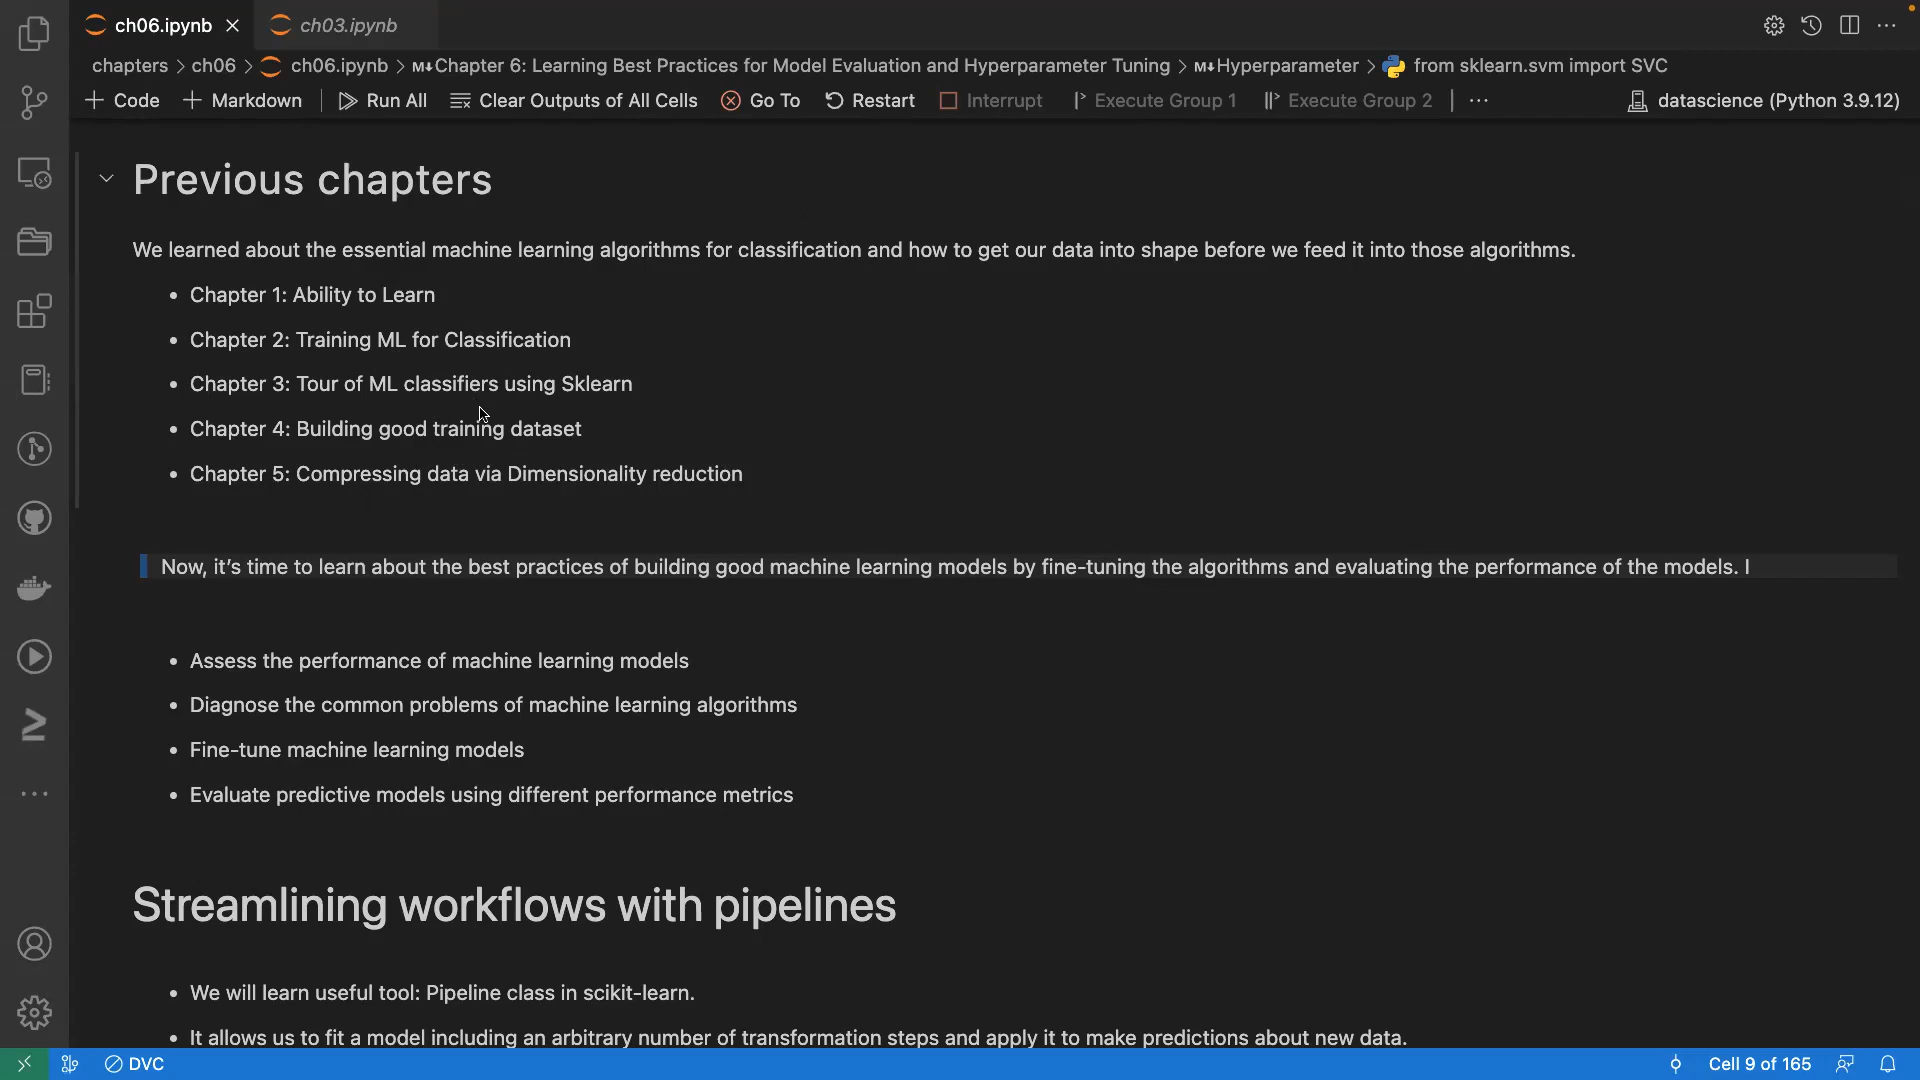 ch06.ipynb
ch03.ipynb
chapters > ch06 > ch06.ipynb > M↓Chapter 6: Learning Best Practices for Model Evaluation and Hyperparameter Tuning > M↓Hyperparameter > from sklearn.svm import SVC
+ Code + Markdown Run All Clear Outputs of All Cells Go To Restart Interrupt Execute Group 1 Execute Group 2 ... datascience (Python 3.9.12)
Previous chapters
We learned about the essential machine learning algorithms for classification and how to get our data into shape before we feed it into those algorithms.
• Chapter 1: Ability to Learn
• Chapter 2: Training ML for Classification
• Chapter 3: Tour of ML classifiers using Sklearn
• Chapter 4: Building good training dataset
• Chapter 5: Compressing data via Dimensionality reduction
Now, it's time to learn about the best practices of building good machine learning models by fine-tuning the algorithms and evaluating the performance of the models. I
• Assess the performance of machine learning models
• Diagnose the common problems of machine learning algorithms
• Fine-tune machine learning models
• Evaluate predictive models using different performance metrics
Streamlining workflows with pipelines
• We will learn useful tool: Pipeline class in scikit-learn.
• It allows us to fit a model including an arbitrary number of transformation steps and apply it to make predictions about new data.
DVC
Cell 9 of 165